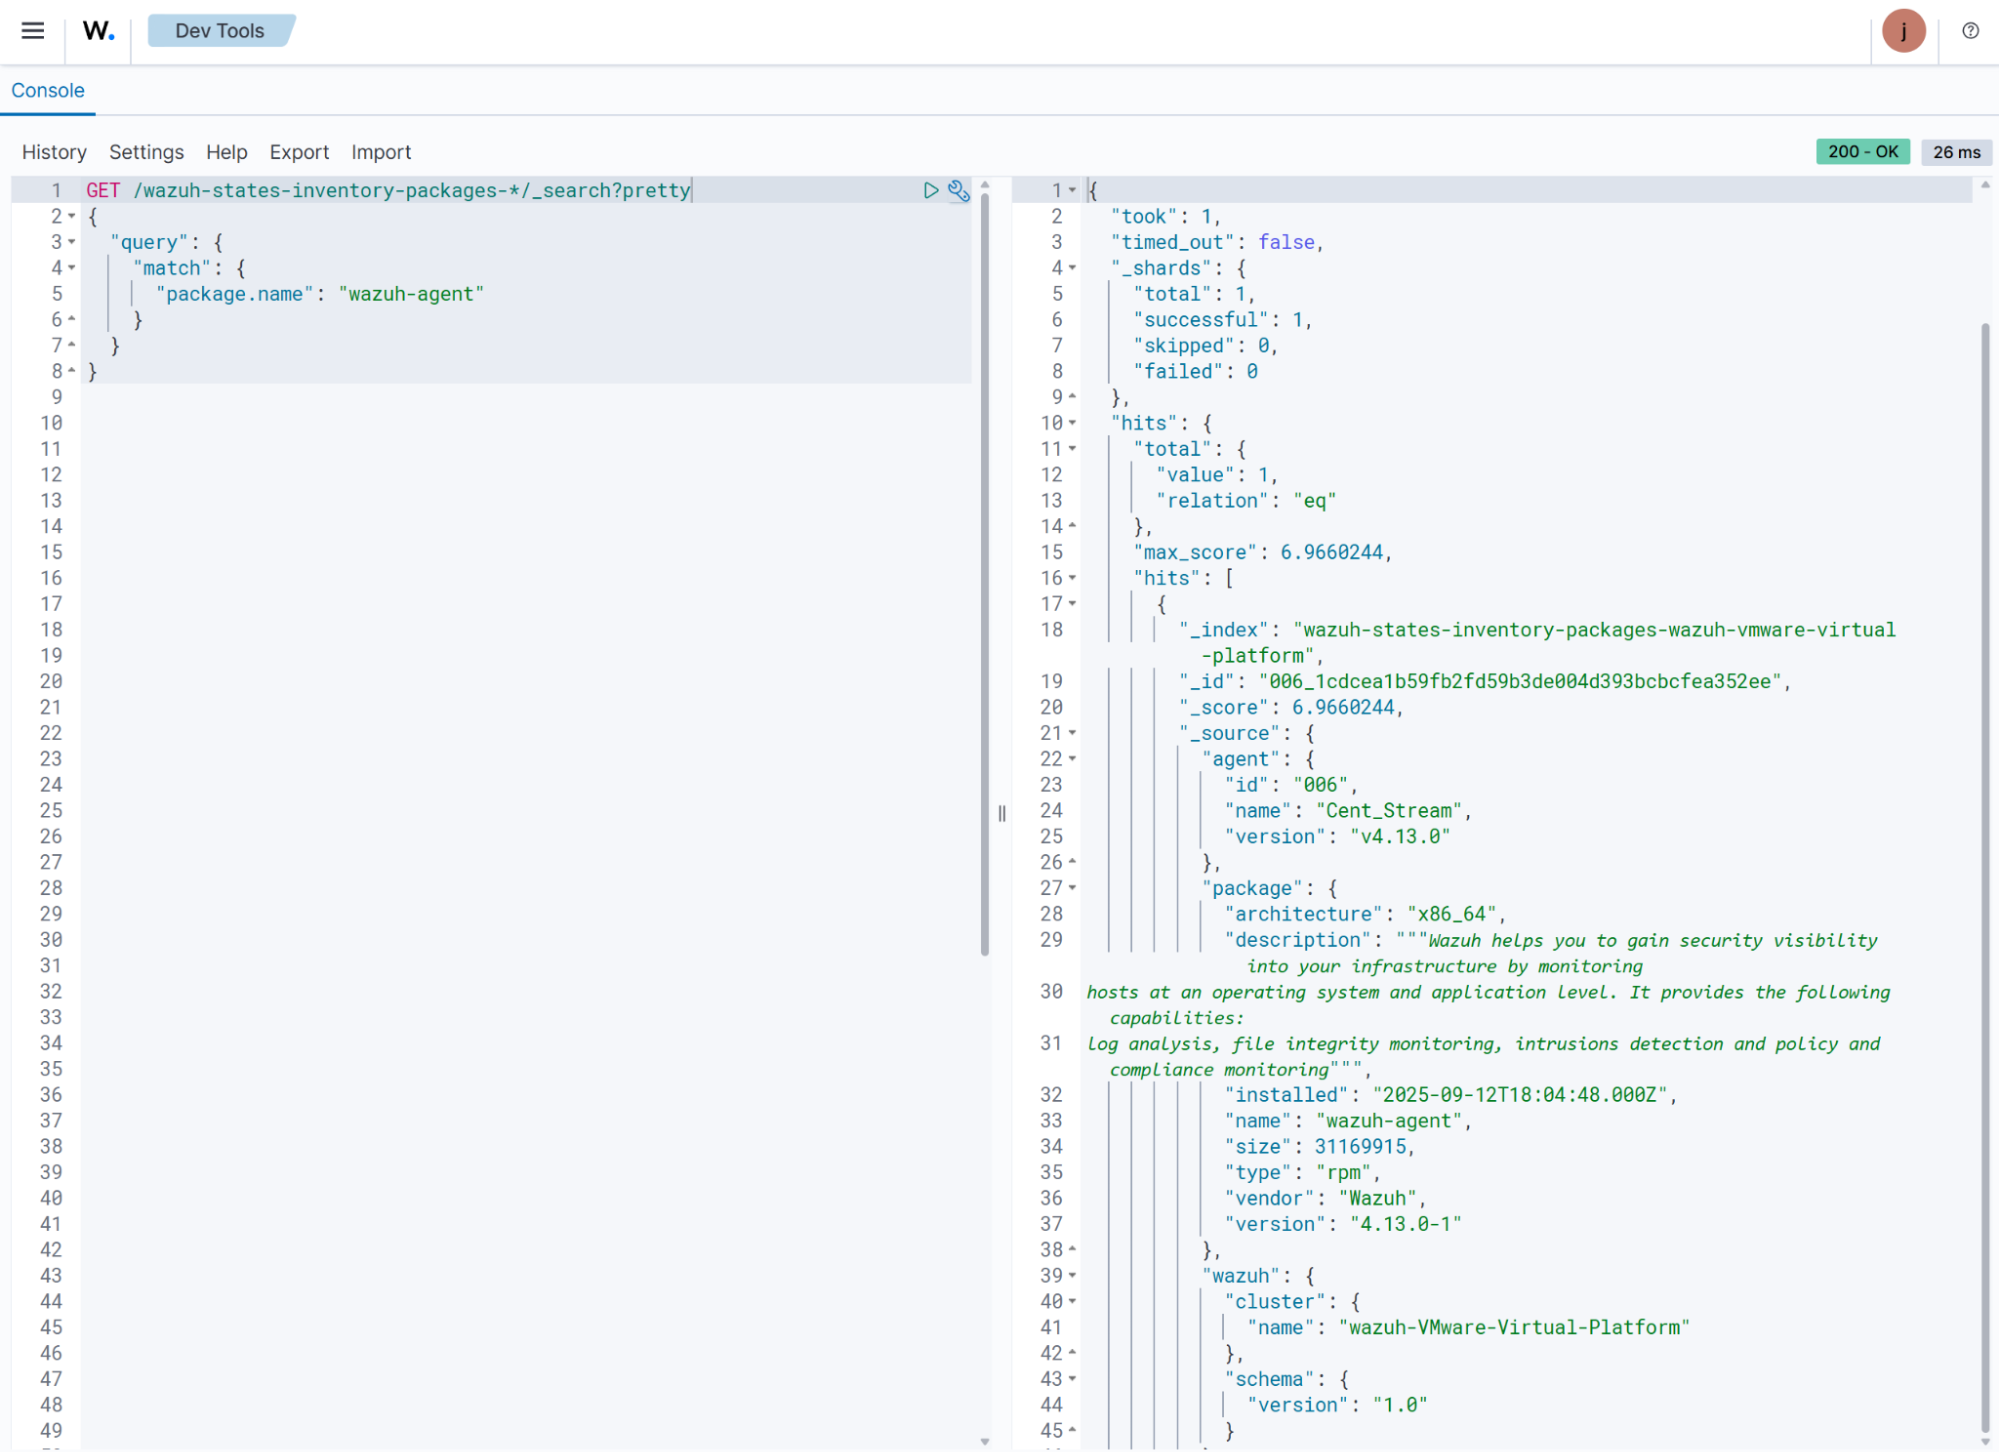 W.
Dev Tools
j
Console
History Settings Help Export Import
200 - OK
26 ms
1 GET /wazuh-states-inventory-packages-*/_search?pretty
2 {
3 "query": {
4 "match": {
5 "package.name": "wazuh-agent"
6 }
7 }
8 }
9
10
11
12
13
14
15
16
17
18
19
20
21
22
23
24
25
26
27
28
29
30
31
32
33
34
35
36
37
38
39
40
41
42
43
44
45
46
47
48
49
1 {
2 "took": 1,
3 "timed_out": false,
4 "_shards": {
5 "total": 1,
6 "successful": 1,
7 "skipped": 0,
8 "failed": 0
9 },
10 "hits": {
11 "total": {
12 "value": 1,
13 "relation": "eq"
14 },
15 "max_score": 6.9660244,
16 "hits": [
17 {
18 "_index": "wazuh-states-inventory-packages-wazuh-vmware-virtual
-platform",
19 "_id": "006_1cdcea1b59fb2fd59b3de004d393bcbcfea352ee",
20 "_score": 6.9660244,
21 "_source": {
22 "agent": {
23 "id": "006",
24 "name": "Cent_Stream",
25 "version": "v4.13.0"
26 },
27 "package": {
28 "architecture": "x86_64",
29 "description": """Wazuh helps you to gain security visibility
into your infrastructure by monitoring
30 hosts at an operating system and application level. It provides the following
capabilities:
31 log analysis, file integrity monitoring, intrusions detection and policy and
compliance monitoring""",
32 "installed": "2025-09-12T18:04:48.000Z",
33 "name": "wazuh-agent",
34 "size": 31169915,
35 "type": "rpm",
36 "vendor": "Wazuh",
37 "version": "4.13.0-1"
38 },
39 "wazuh": {
40 "cluster": {
41 "name": "wazuh-VMware-Virtual-Platform"
42 },
43 "schema": {
44 "version": "1.0"
45 }